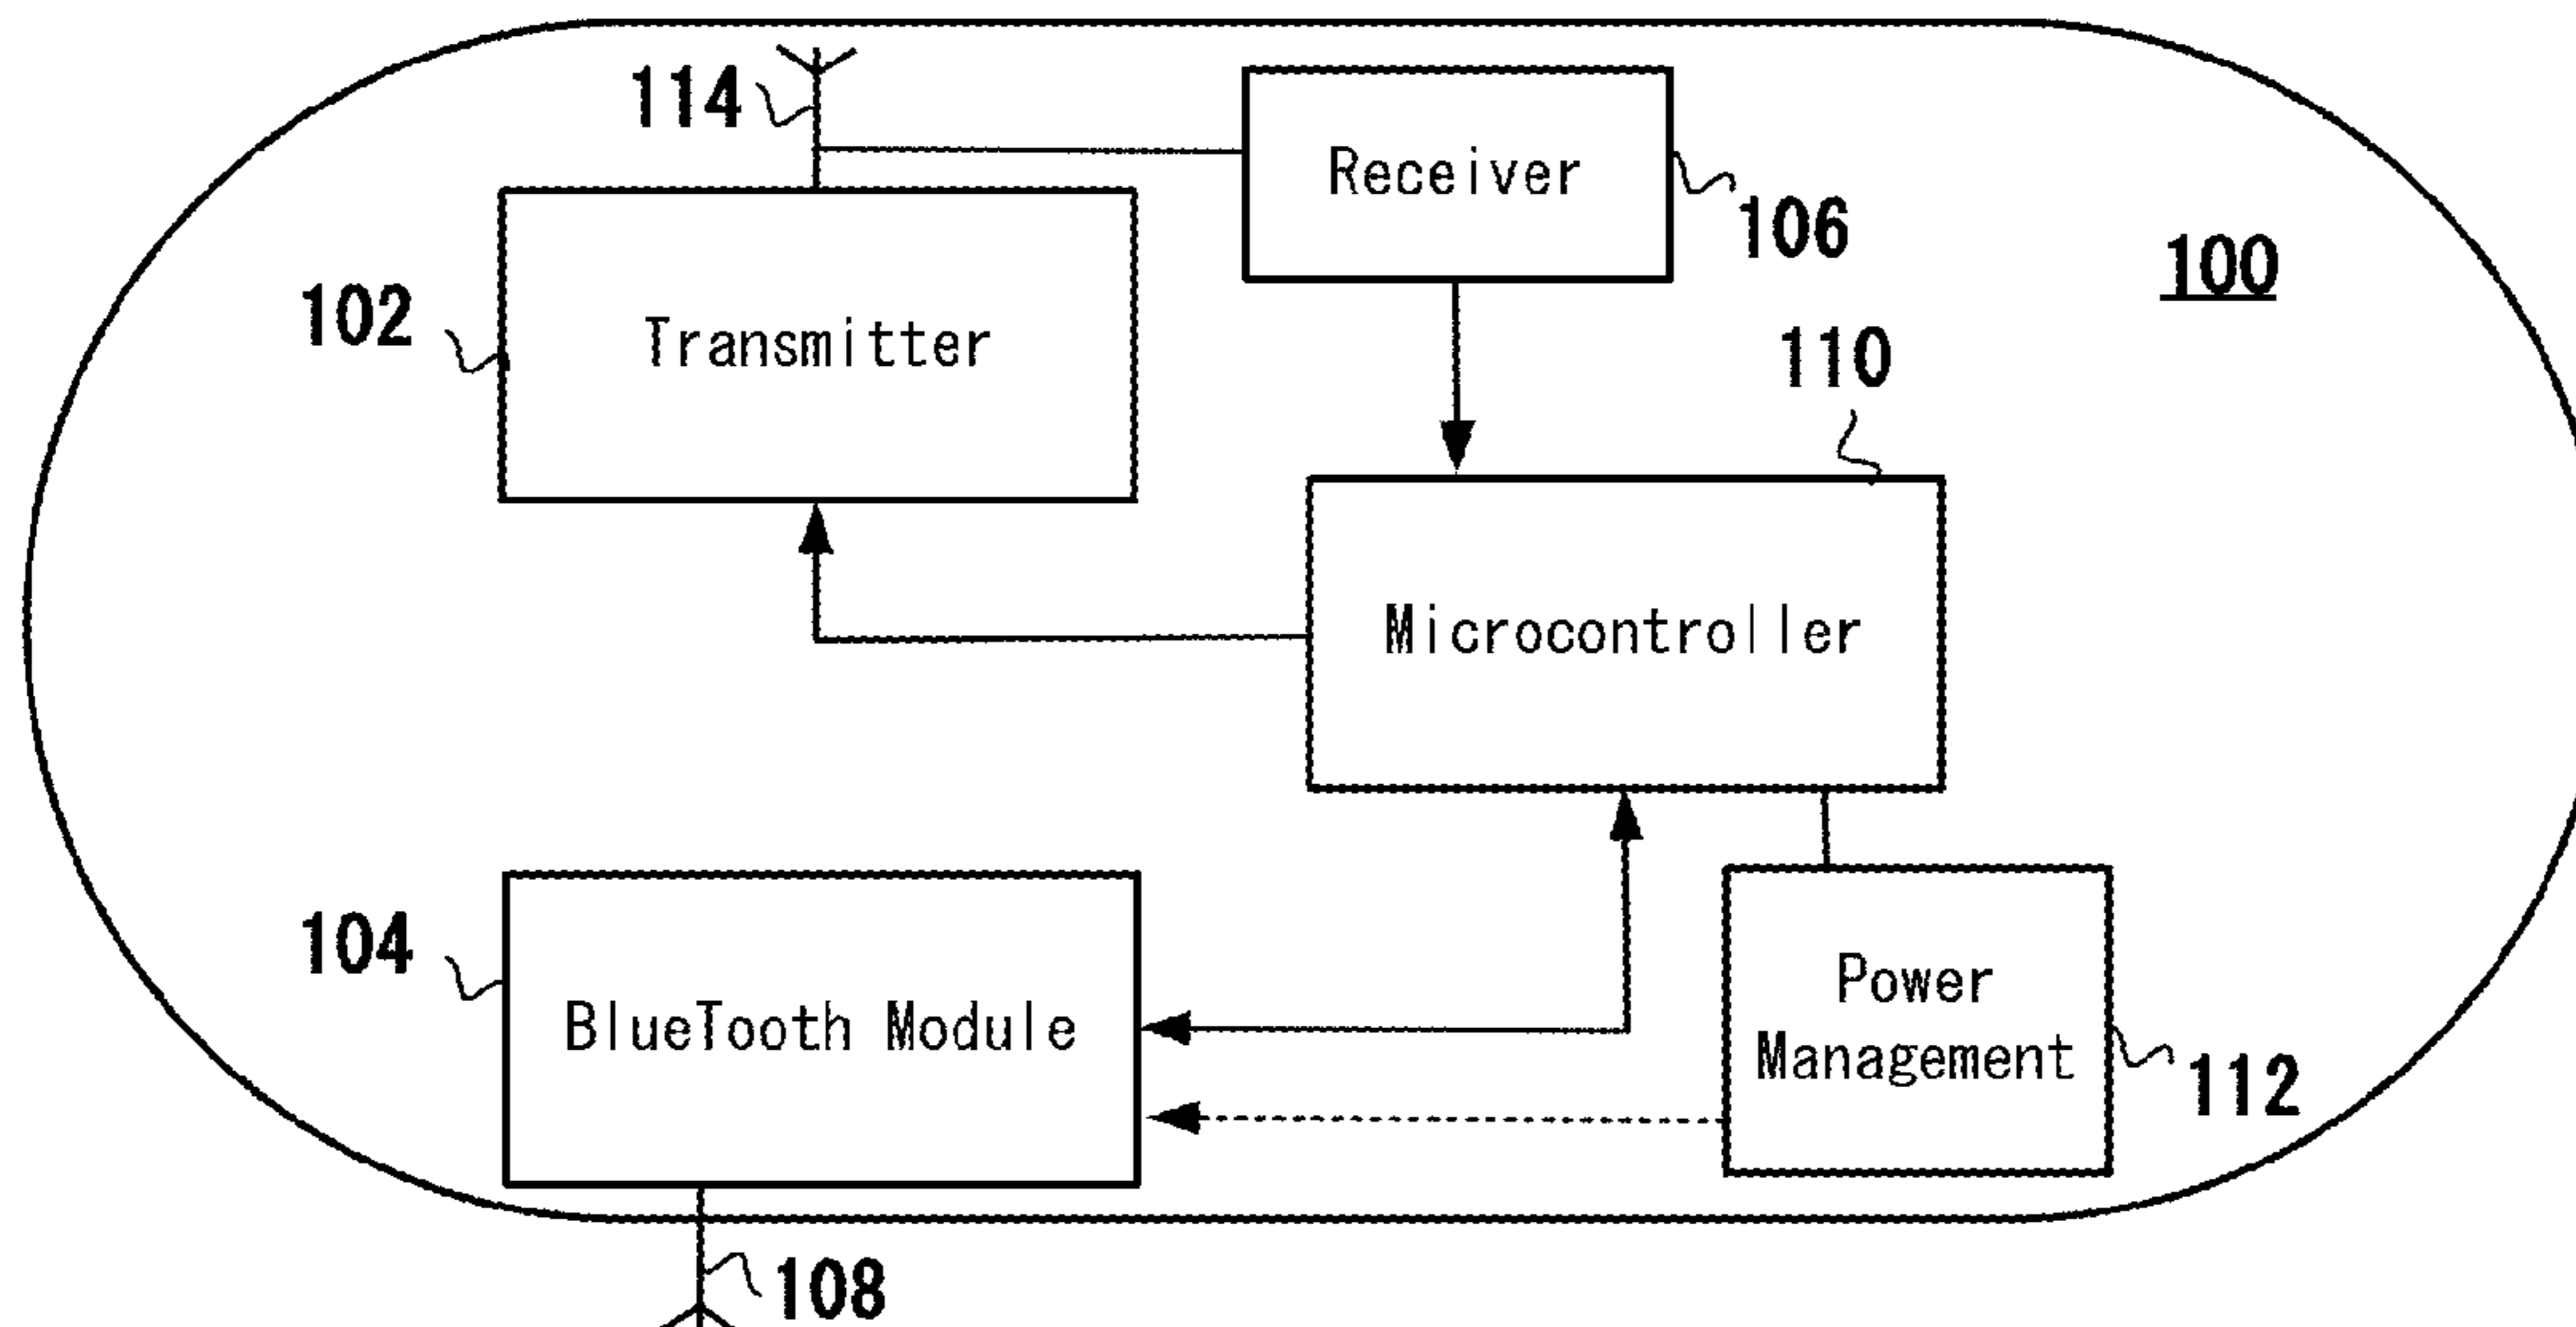 114
Receiver
106
100
102
Transmitter
110
Microcontroller
104
BlueTooth Module
Power
Management
112
108